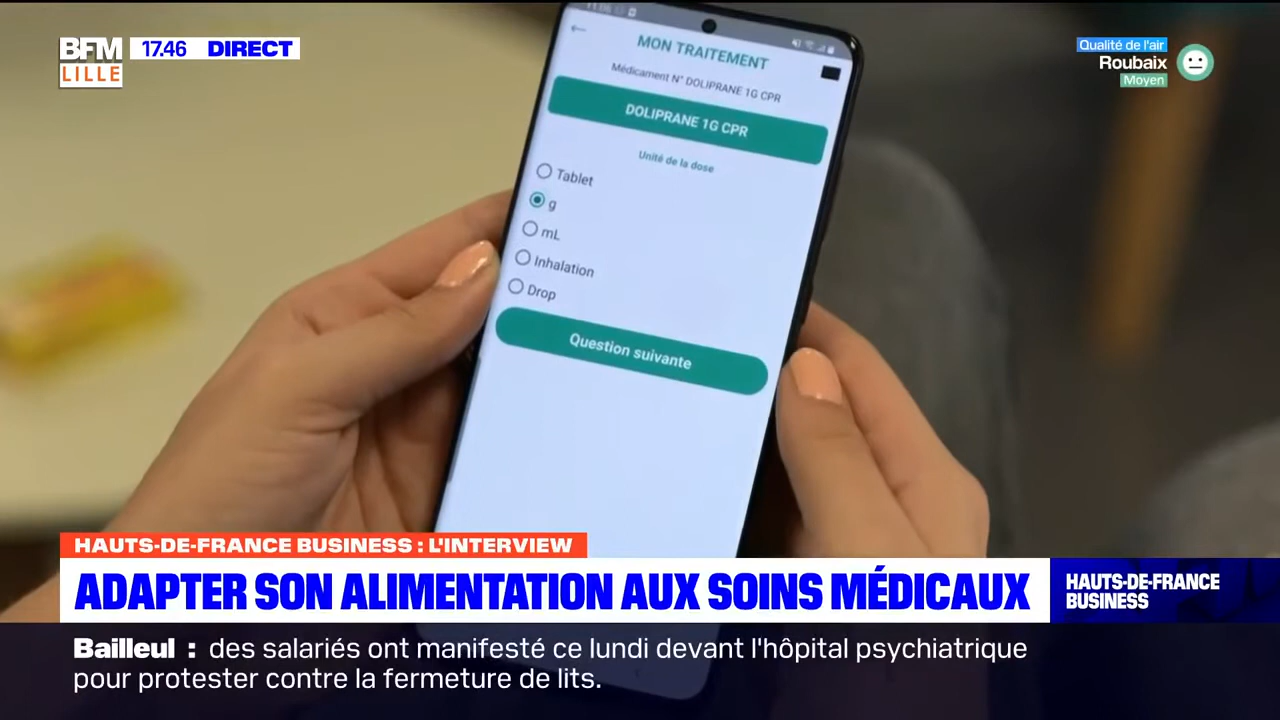 BFM
LILLE
17.46 DIRECT
Qualité de l'air
Roubaix
Moyen
MON TRAITEMENT
Médicament N° DOLIPRANE 1G CPR
DOLIPRANE 1G CPR
Unité de la dose
Tablet
g
mL
Inhalation
Drop
Question suivante
HAUTS-DE-FRANCE BUSINESS : L'INTERVIEW
ADAPTER SON ALIMENTATION AUX SOINS MÉDICAUX
HAUTS-DE-FRANCE
BUSINESS
Bailleul : des salariés ont manifesté ce lundi devant l'hôpital psychiatrique
pour protester contre la fermeture de lits.